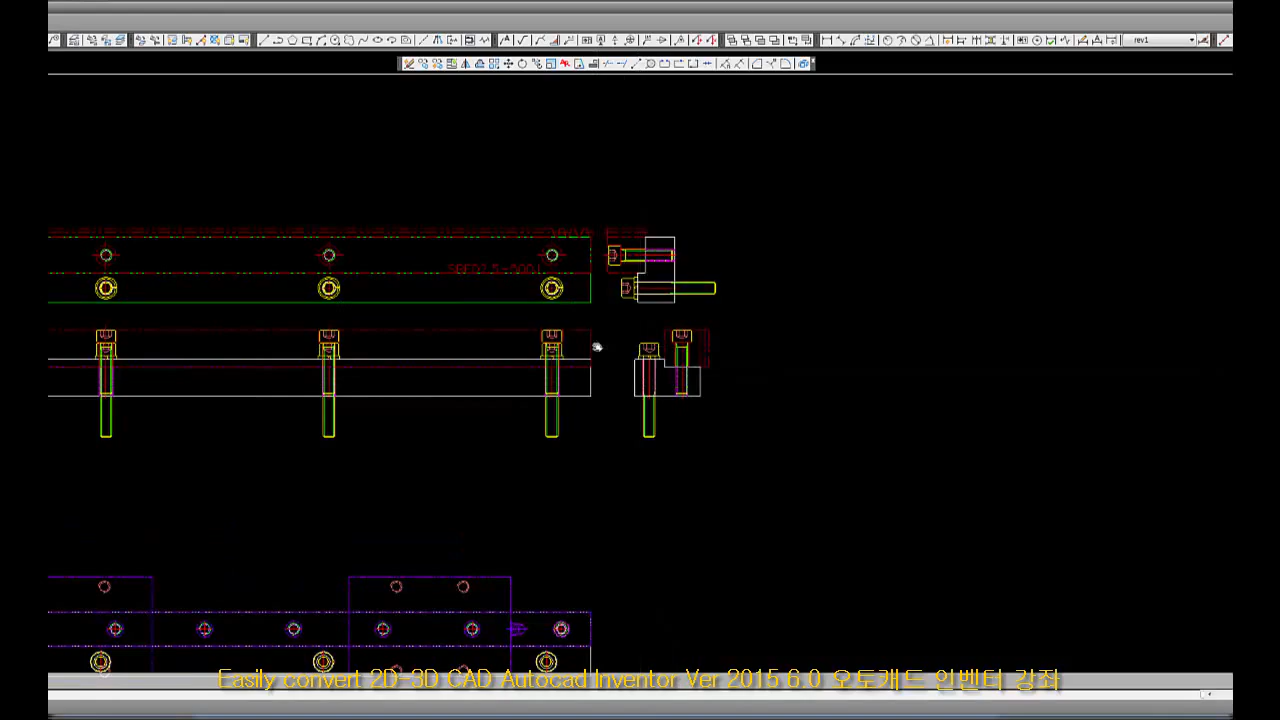 rev1
Easily convert 2D-3D CAD Autocad Inventor Ver 2015 6.0 오토캐드 인벤터 강좌